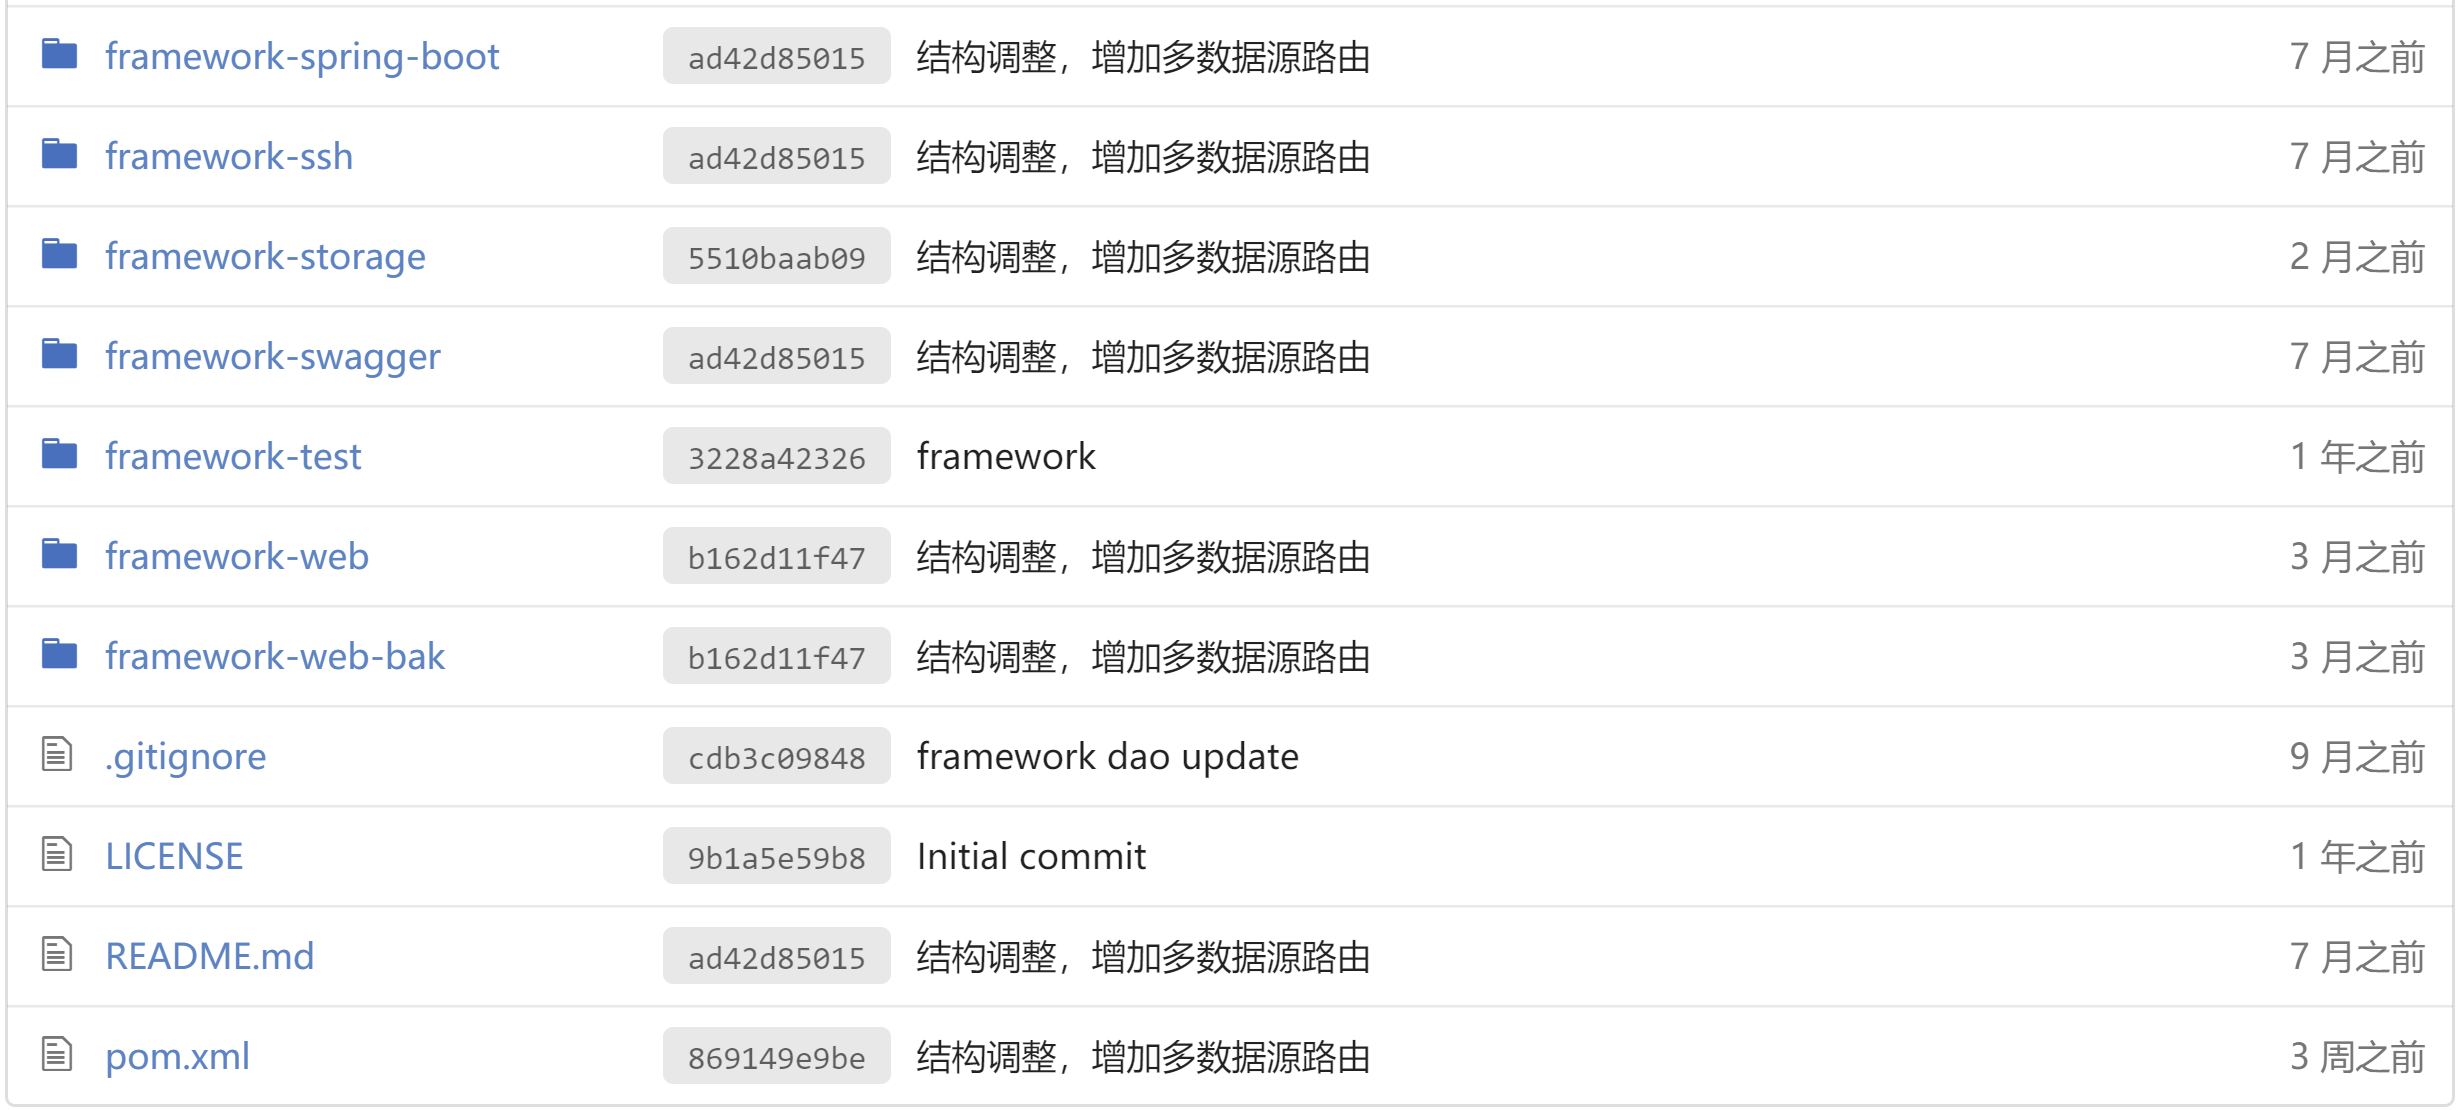 framework-spring-boot ad42d85015 结构调整，增加多数据源路由 7 月之前
framework-ssh ad42d85015 结构调整，增加多数据源路由 7 月之前
framework-storage 5510baab09 结构调整，增加多数据源路由 2 月之前
framework-swagger ad42d85015 结构调整，增加多数据源路由 7 月之前
framework-test 3228a42326 framework 1 年之前
framework-web b162d11f47 结构调整，增加多数据源路由 3 月之前
framework-web-bak b162d11f47 结构调整，增加多数据源路由 3 月之前
.gitignore cdb3c09848 framework dao update 9 月之前
LICENSE 9b1a5e59b8 Initial commit 1 年之前
README.md ad42d85015 结构调整，增加多数据源路由 7 月之前
pom.xml 869149e9be 结构调整，增加多数据源路由 3 周之前